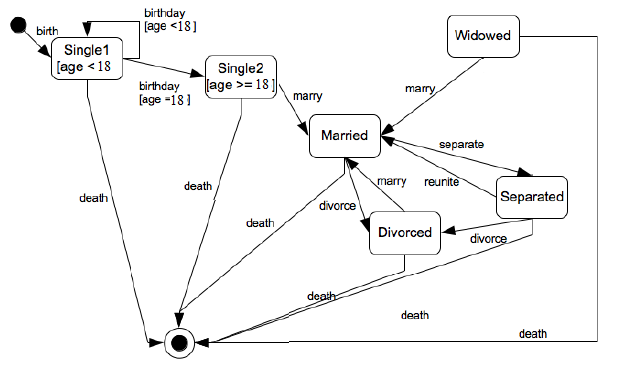 birthday
[age <18 ]
birth
Single1
[age <18
Widowed
Single2
[age >= 18 ]
birthday
[age =18 ]
marry
marry
Married
separate
death
death
marry
reunite
Separated
divorce
death
Divorced
divorce
death
death
death